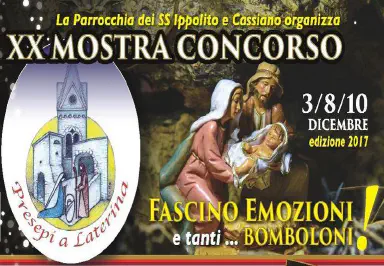 La Parrocchia dei SS Ippolito e Cassiano organizza
XX MOSTRA CONCORSO
3/8/10
DICEMBRE
edizione 2017
Presepi a Laterina
FASCINO EMOZIONI
e tanti ... BOMBOLONI!